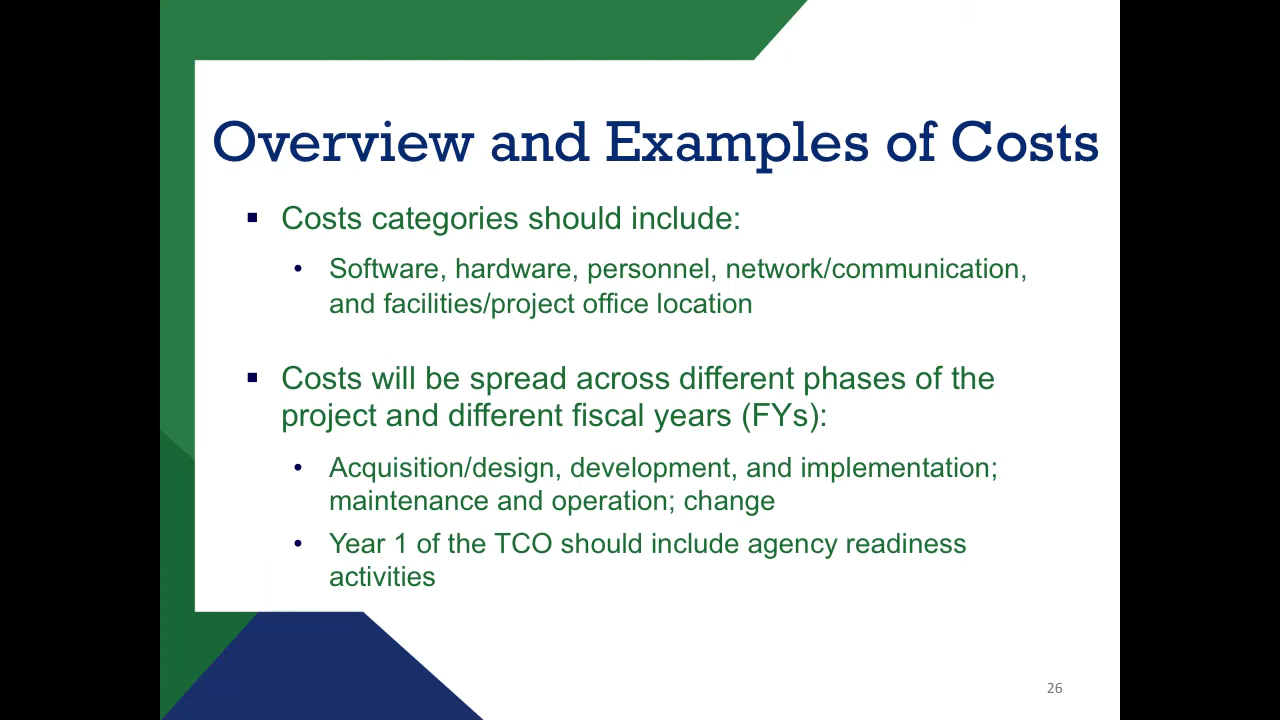 Overview and Examples of Costs
▪ Costs categories should include:
• Software, hardware, personnel, network/communication,
and facilities/project office location
▪ Costs will be spread across different phases of the
project and different fiscal years (FYs):
• Acquisition/design, development, and implementation;
maintenance and operation; change
• Year 1 of the TCO should include agency readiness
activities
26